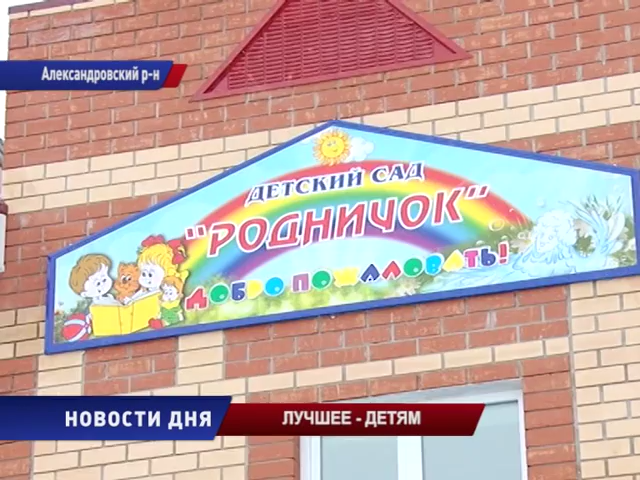 Александровский р-н
ДЕТСКИЙ САД
"РОДНИЧОК"
ДОБРО ПОЖАЛОВАТЬ!
НОВОСТИ ДНЯ
ЛУЧШЕЕ - ДЕТЯМ